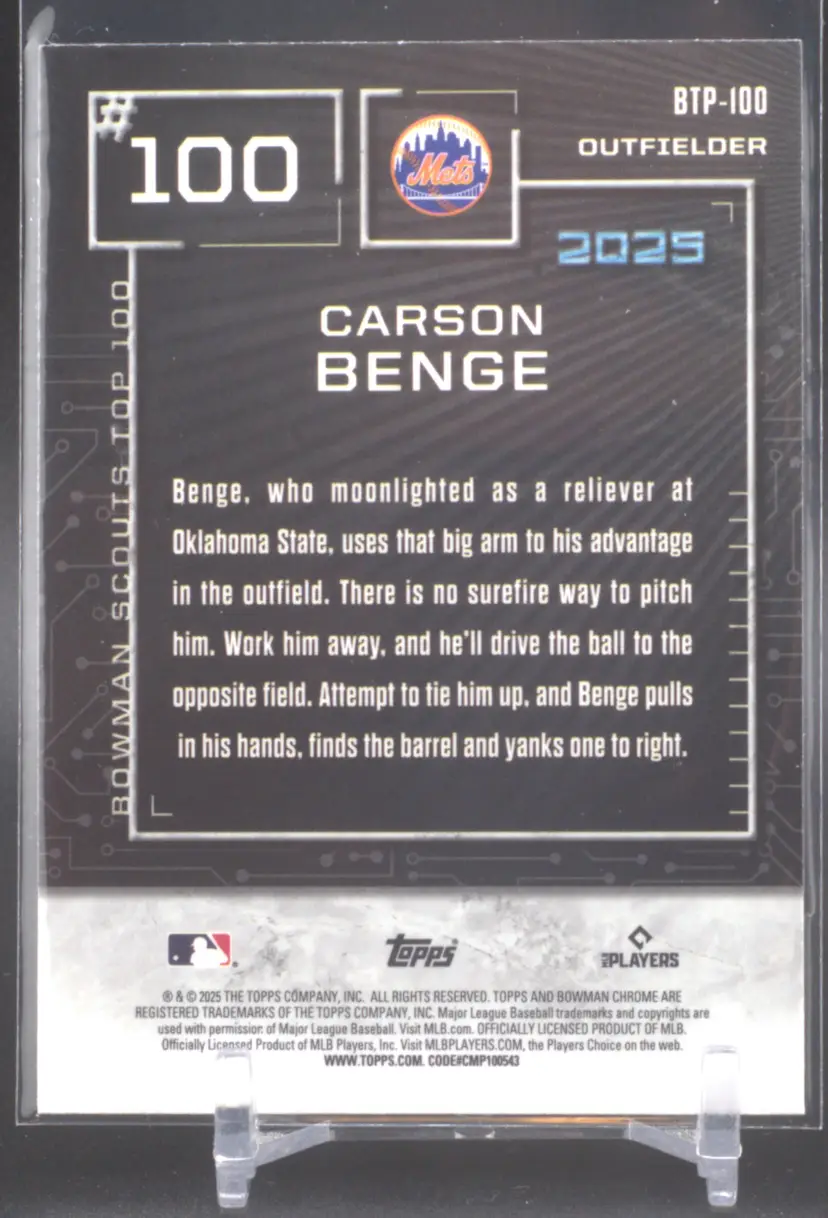 #100
Mets
BTP-100
OUTFIELDER
2025
CARSON
BENGE
BOWMAN SCOUTS TOP 100
Benge, who moonlighted as a reliever at
Oklahoma State, uses that big arm to his advantage
in the outfield. There is no surefire way to pitch
him. Work him away, and he'll drive the ball to the
opposite field. Attempt to tie him up, and Benge pulls
in his hands, finds the barrel and yanks one to right.
Topps
MLB PLAYERS
® & © 2025 THE TOPPS COMPANY, INC. ALL RIGHTS RESERVED. TOPPS AND BOWMAN CHROME ARE
REGISTERED TRADEMARKS OF THE TOPPS COMPANY, INC. Major League Baseball trademarks and copyrights are
used with permission of Major League Baseball. Visit MLB.com. OFFICIALLY LICENSED PRODUCT OF MLB.
Officially Licensed Product of MLB Players, Inc. Visit MLBPLAYERS.COM, the Players Choice on the web.
WWW.TOPPS.COM. CODE#CMP100543